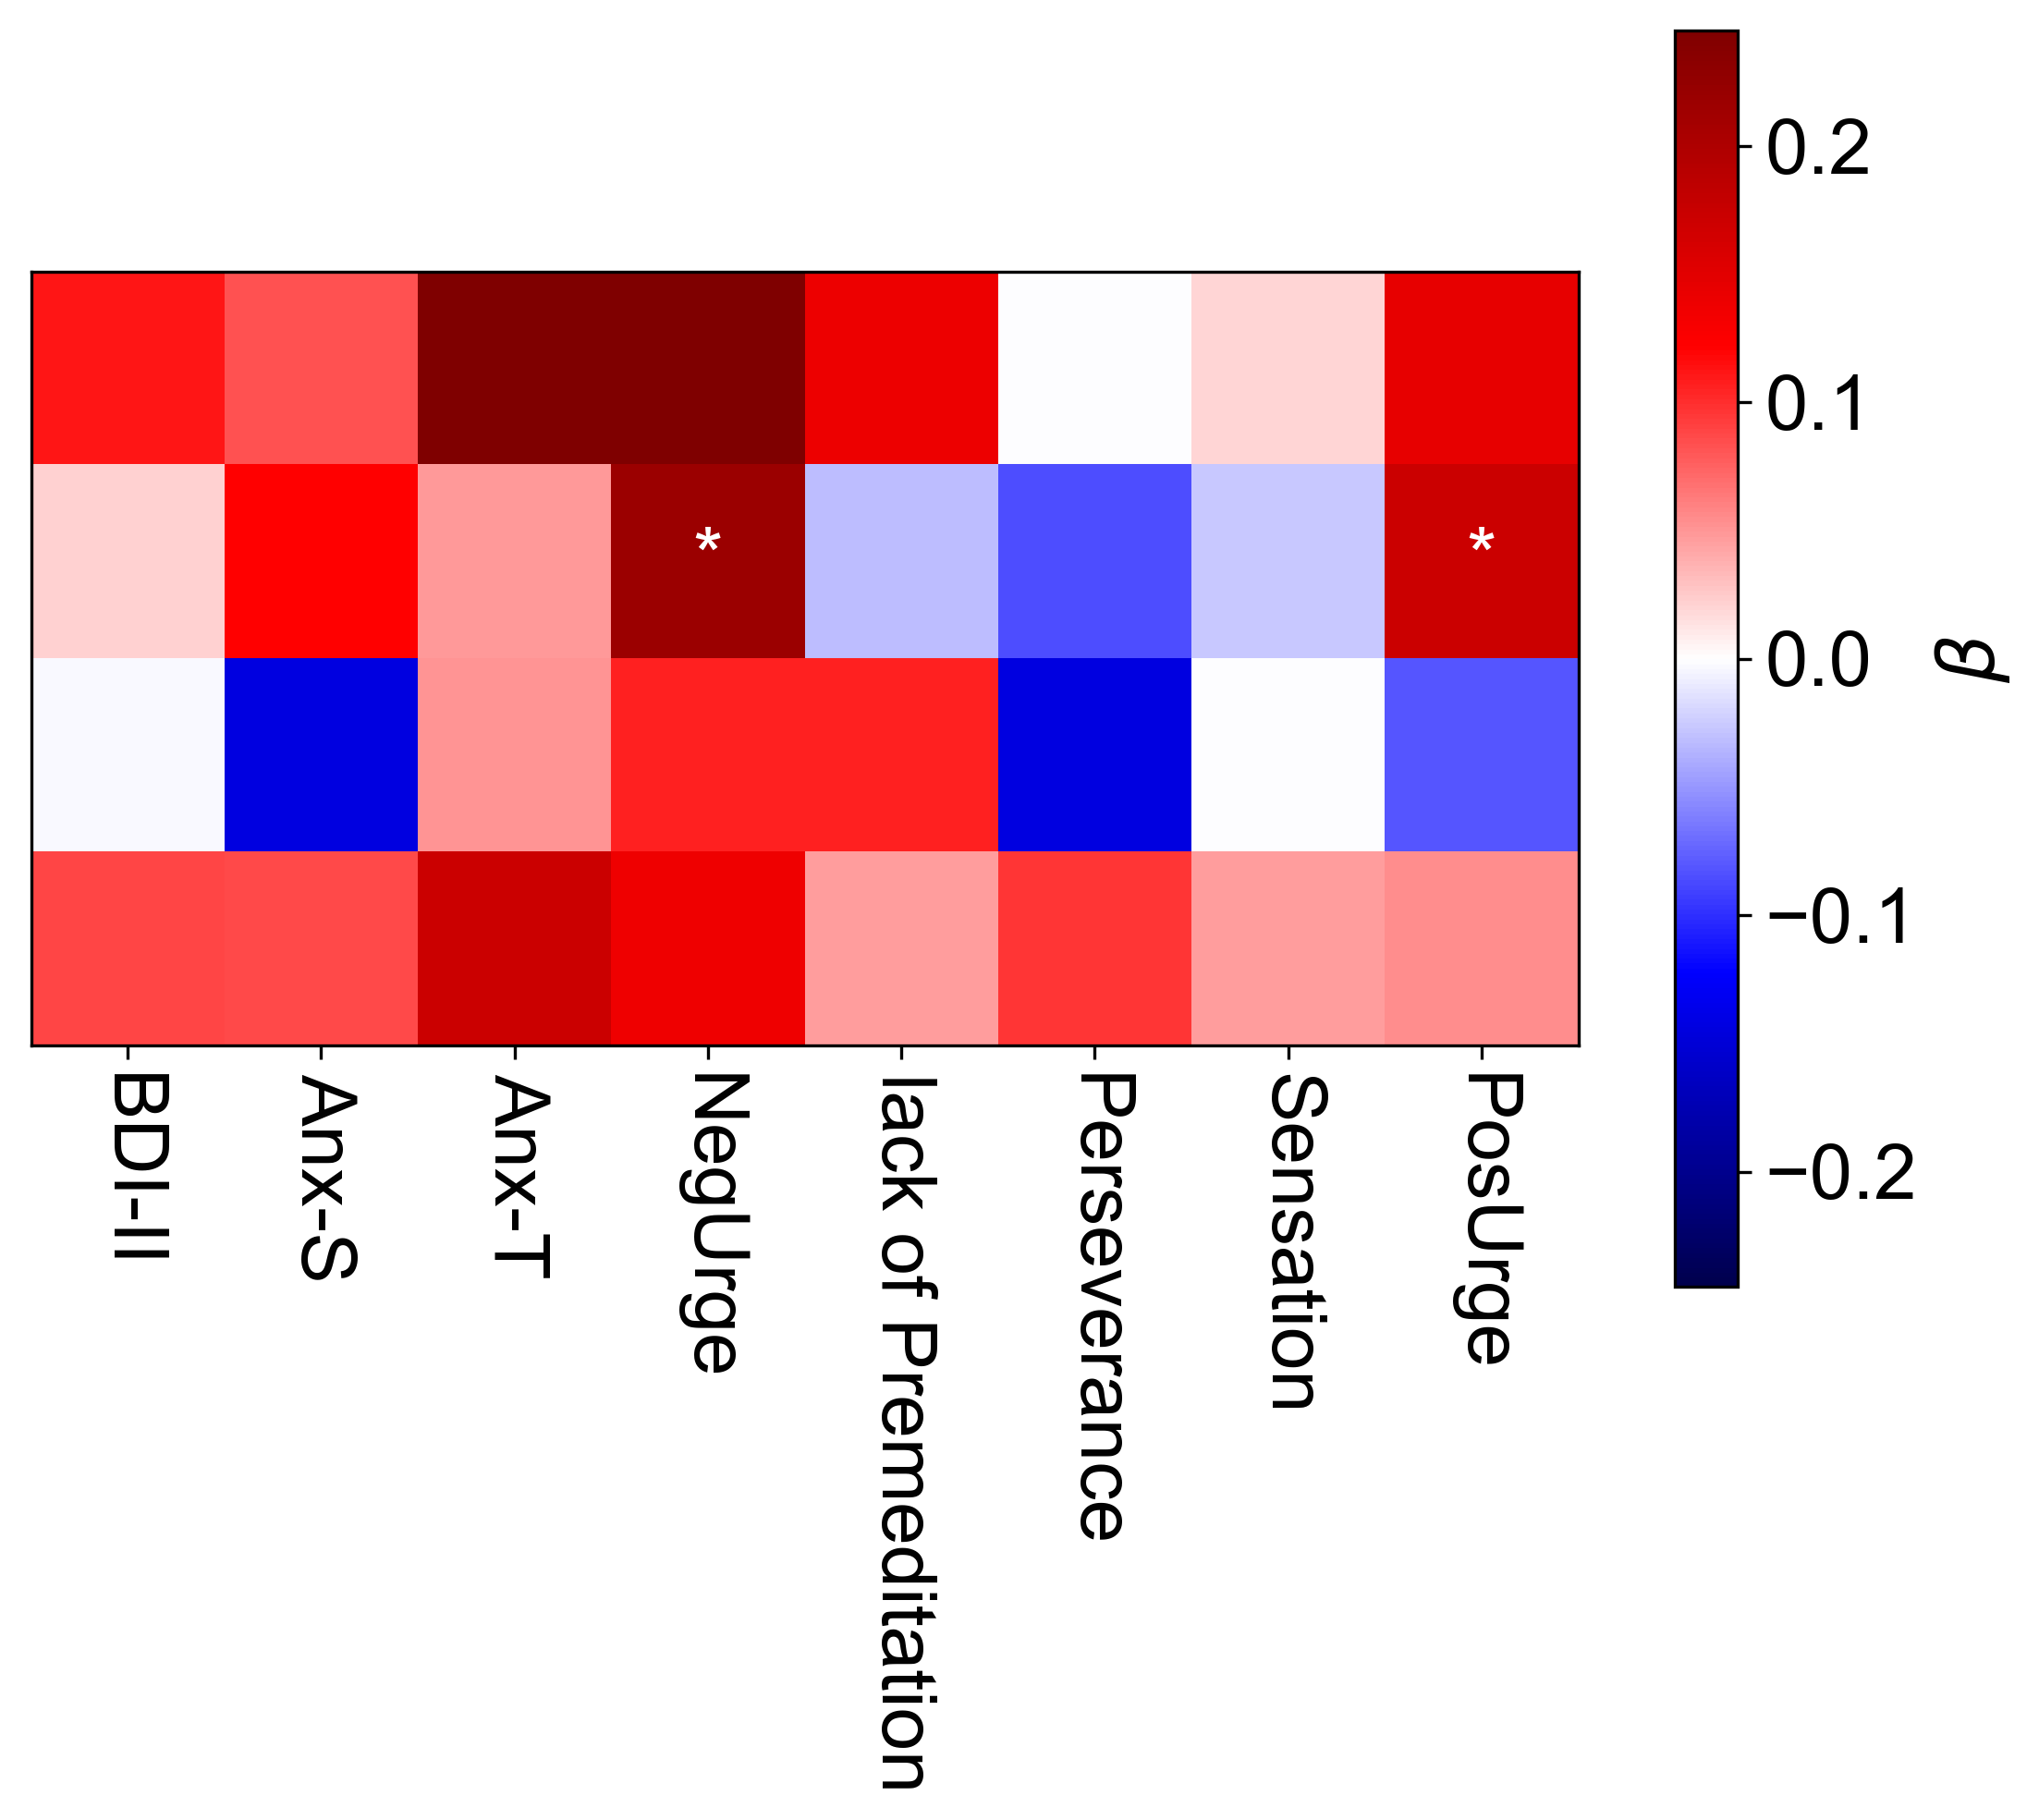 *
*
BDI-II
Anx-S
Anx-T
NegUrge
lack of Premeditation
Perseverance
Sensation
PosUrge
0.2
0.1
0.0
−0.1
−0.2
β